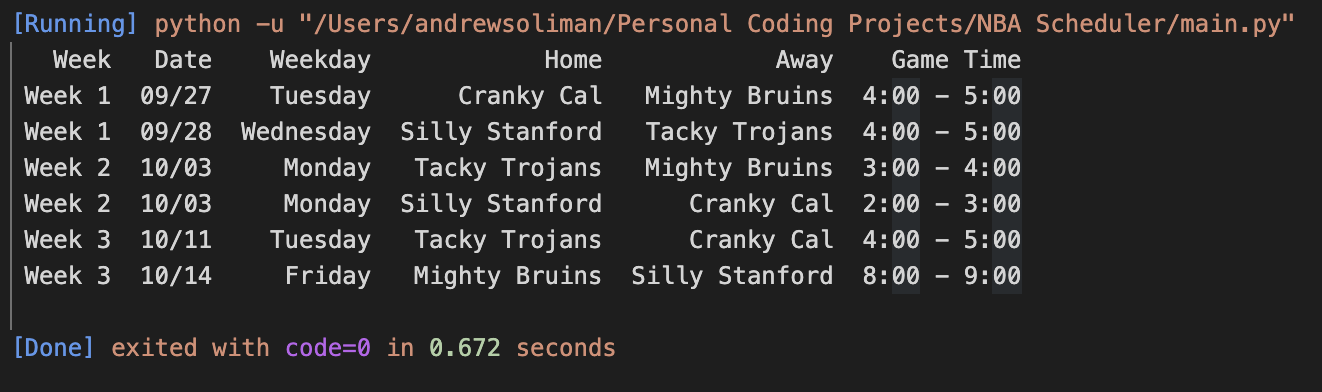 [Running] python -u "/Users/andrewsoliman/Personal Coding Projects/NBA Scheduler/main.py"
Week Date Weekday Home Away Game Time
Week 1 09/27 Tuesday Cranky Cal Mighty Bruins 4:00 - 5:00
Week 1 09/28 Wednesday Silly Stanford Tacky Trojans 4:00 - 5:00
Week 2 10/03 Monday Tacky Trojans Mighty Bruins 3:00 - 4:00
Week 2 10/03 Monday Silly Stanford Cranky Cal 2:00 - 3:00
Week 3 10/11 Tuesday Tacky Trojans Cranky Cal 4:00 - 5:00
Week 3 10/14 Friday Mighty Bruins Silly Stanford 8:00 - 9:00
[Done] exited with code=0 in 0.672 seconds